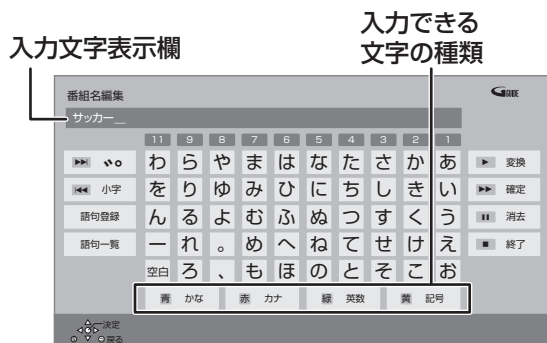 入力できる
文字の種類
入力文字表示欄
番組名編集
サッカー＿
11 9 8 7 6 5 4 3 2 1
゛゜ わ ら や ま は な た さ か あ 変換
小字 を り ゆ み ひ に ち し き い 確定
語句登録 ん る よ む ふ ぬ つ す く う 消去
語句一覧 ー れ 。 め へ ね て せ け え 終了
空白 ろ 、 も ほ の と そ こ お
青 かな 赤 カナ 緑 英数 黄 記号
決定
戻る